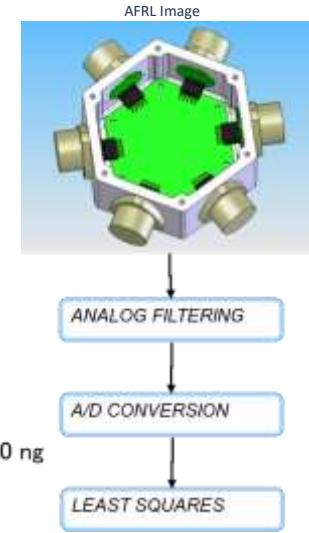 AFRL Image
ANALOG FILTERING
A/D CONVERSION
0 ng
LEAST SQUARES